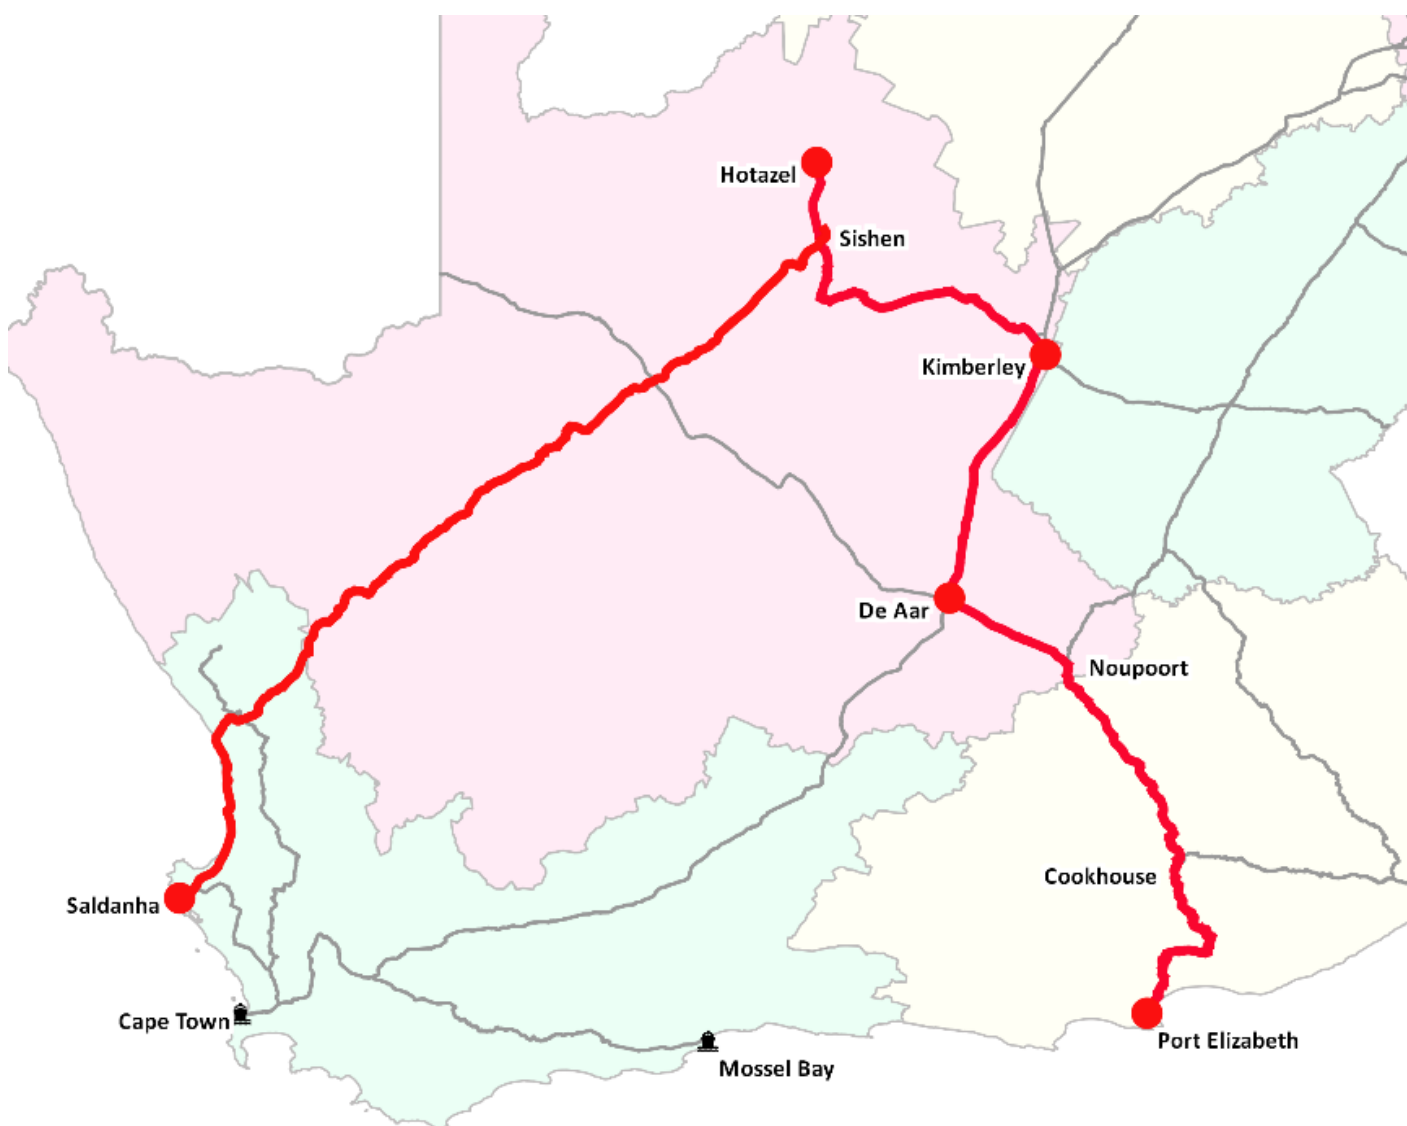 Hotazel
Sishen
Kimberley
De Aar
Noupoort
Cookhouse
Saldanha
Cape Town
Port Elizabeth
Mossel Bay